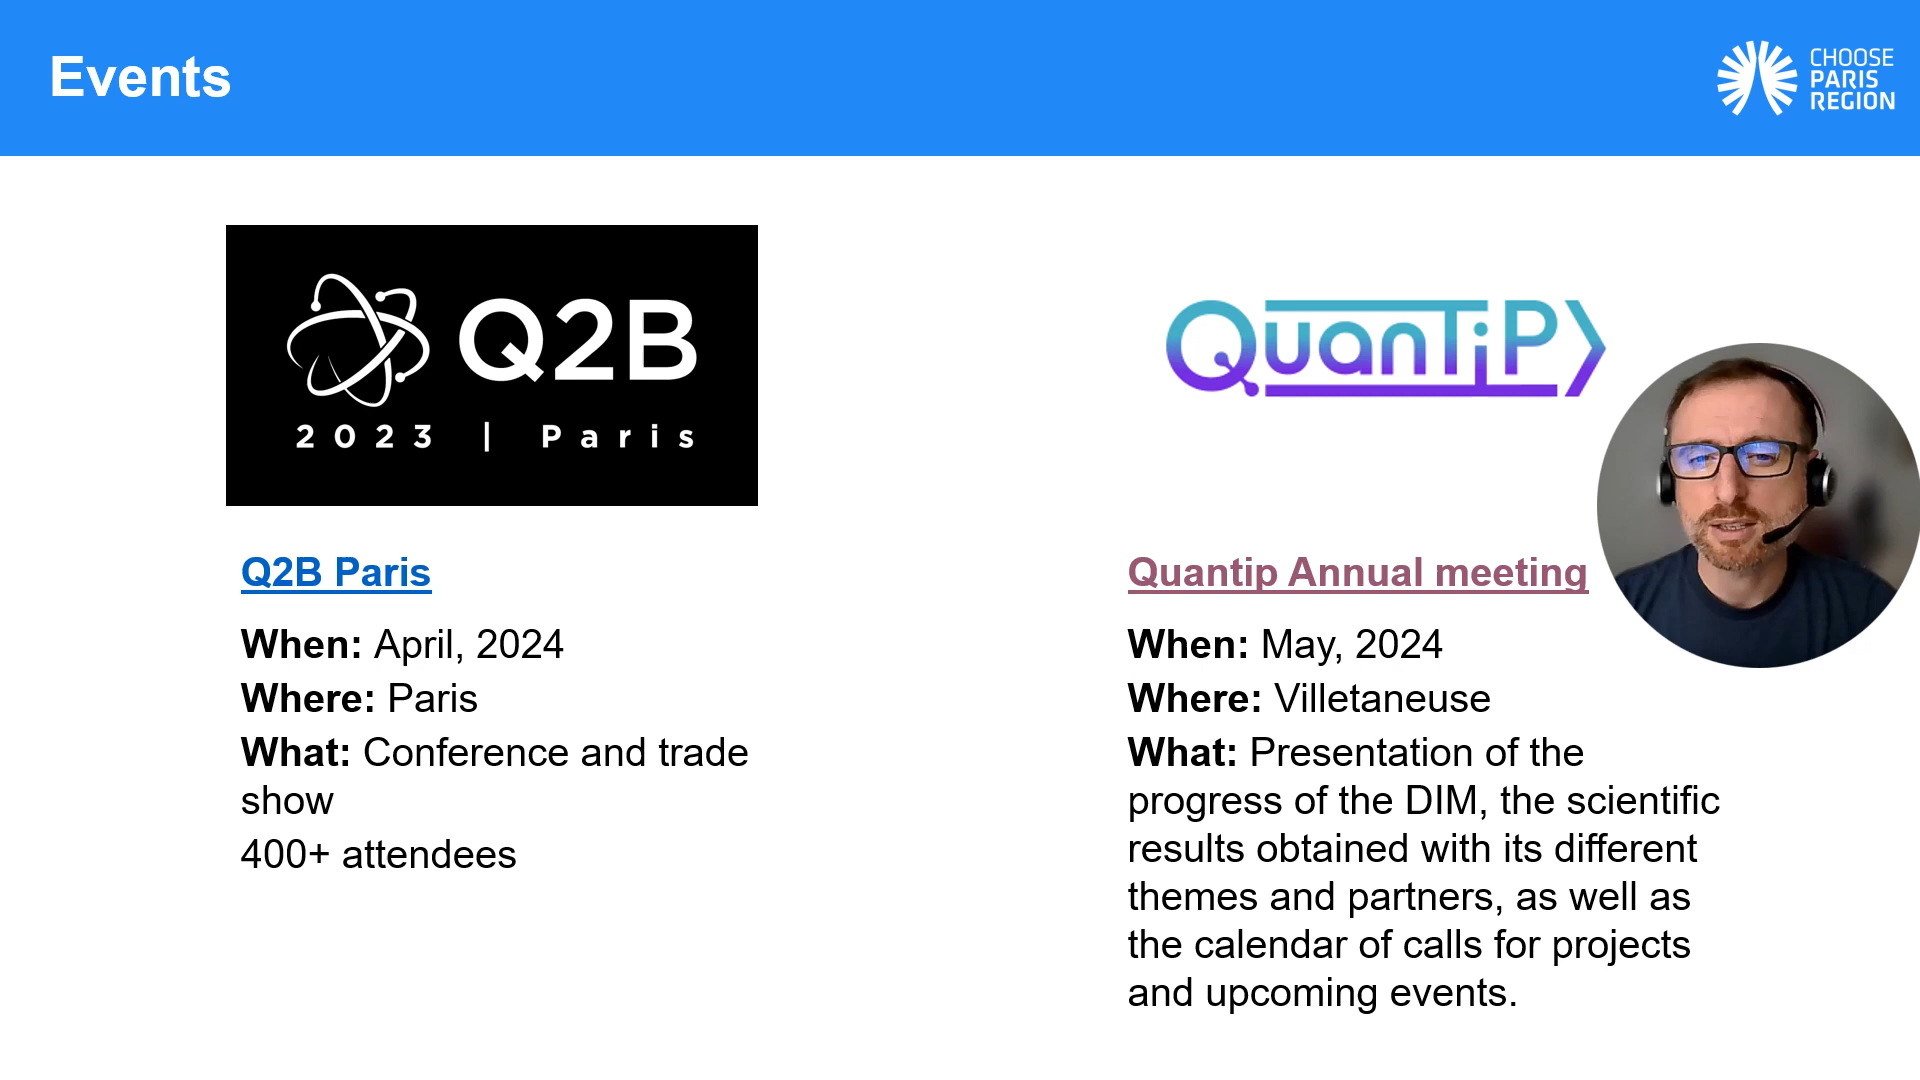 Events
CHOOSE
PARIS
REGION
Q2B
2023 | Paris
Q2B Paris
When: April, 2024
Where: Paris
What: Conference and trade
show
400+ attendees
QuanTiP
Quantip Annual meeting
When: May, 2024
Where: Villetaneuse
What: Presentation of the
progress of the DIM, the scientific
results obtained with its different
themes and partners, as well as
the calendar of calls for projects
and upcoming events.